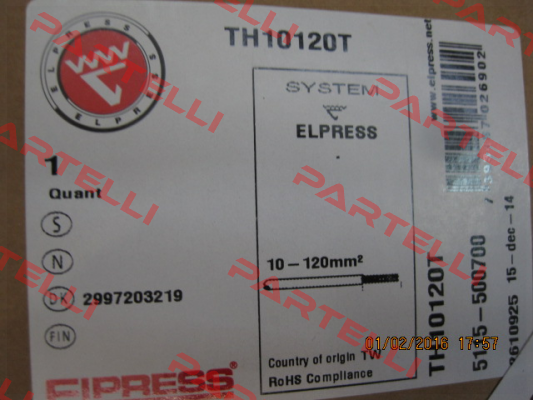 TH10120T
ELPRESS
ELPRESS
SYSTEM
ELPRESS
1
Quant
S
N
DK 2997203219
FIN
10-120mm²
Country of origin TW
RoHS Compliance
ELPRESS
www.elpress.net
TH10120T
5115-500700
15-dec-14
01/02/2016 17:57
PARTELLI
PARTELLI
PARTELLI
PARTELLI
PARTELLI